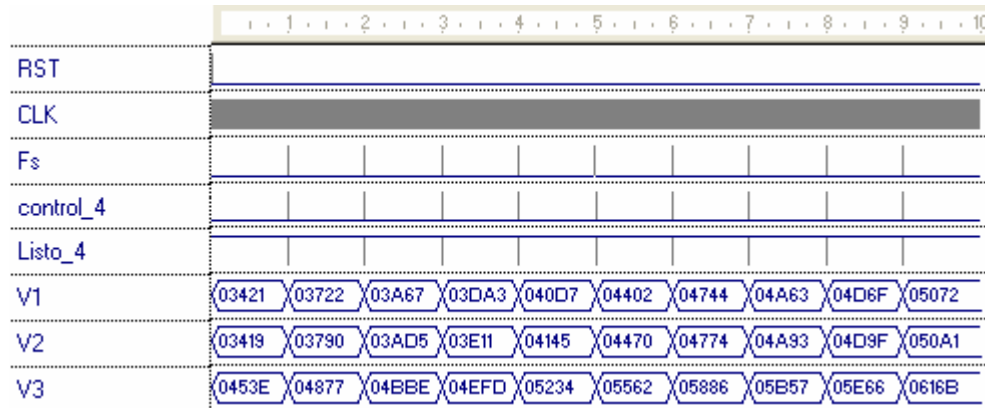 1 2 3 4 5 6 7 8 9 10
RST
CLK
Fs
control_4
Listo_4
V1 03421 03722 03A67 03DA3 040D7 04402 04744 04A63 04D6F 05072
V2 03419 03790 03AD5 03E11 04145 04470 04774 04A93 04D9F 050A1
V3 0453E 04877 04BBE 04EFD 05234 05562 05886 05B57 05E66 0616B